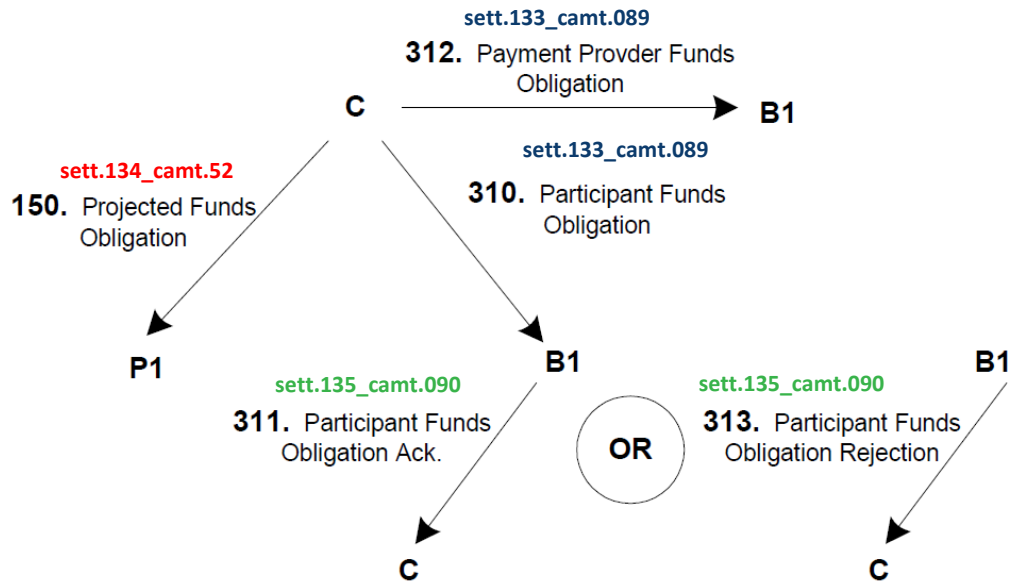 sett.133_camt.089
312. Payment Provder Funds
Obligation
C
B1
sett.134_camt.52
150. Projected Funds
Obligation
sett.133_camt.089
310. Participant Funds
Obligation
P1
B1
B1
sett.135_camt.090
311. Participant Funds
Obligation Ack.
OR
sett.135_camt.090
313. Participant Funds
Obligation Rejection
C
C